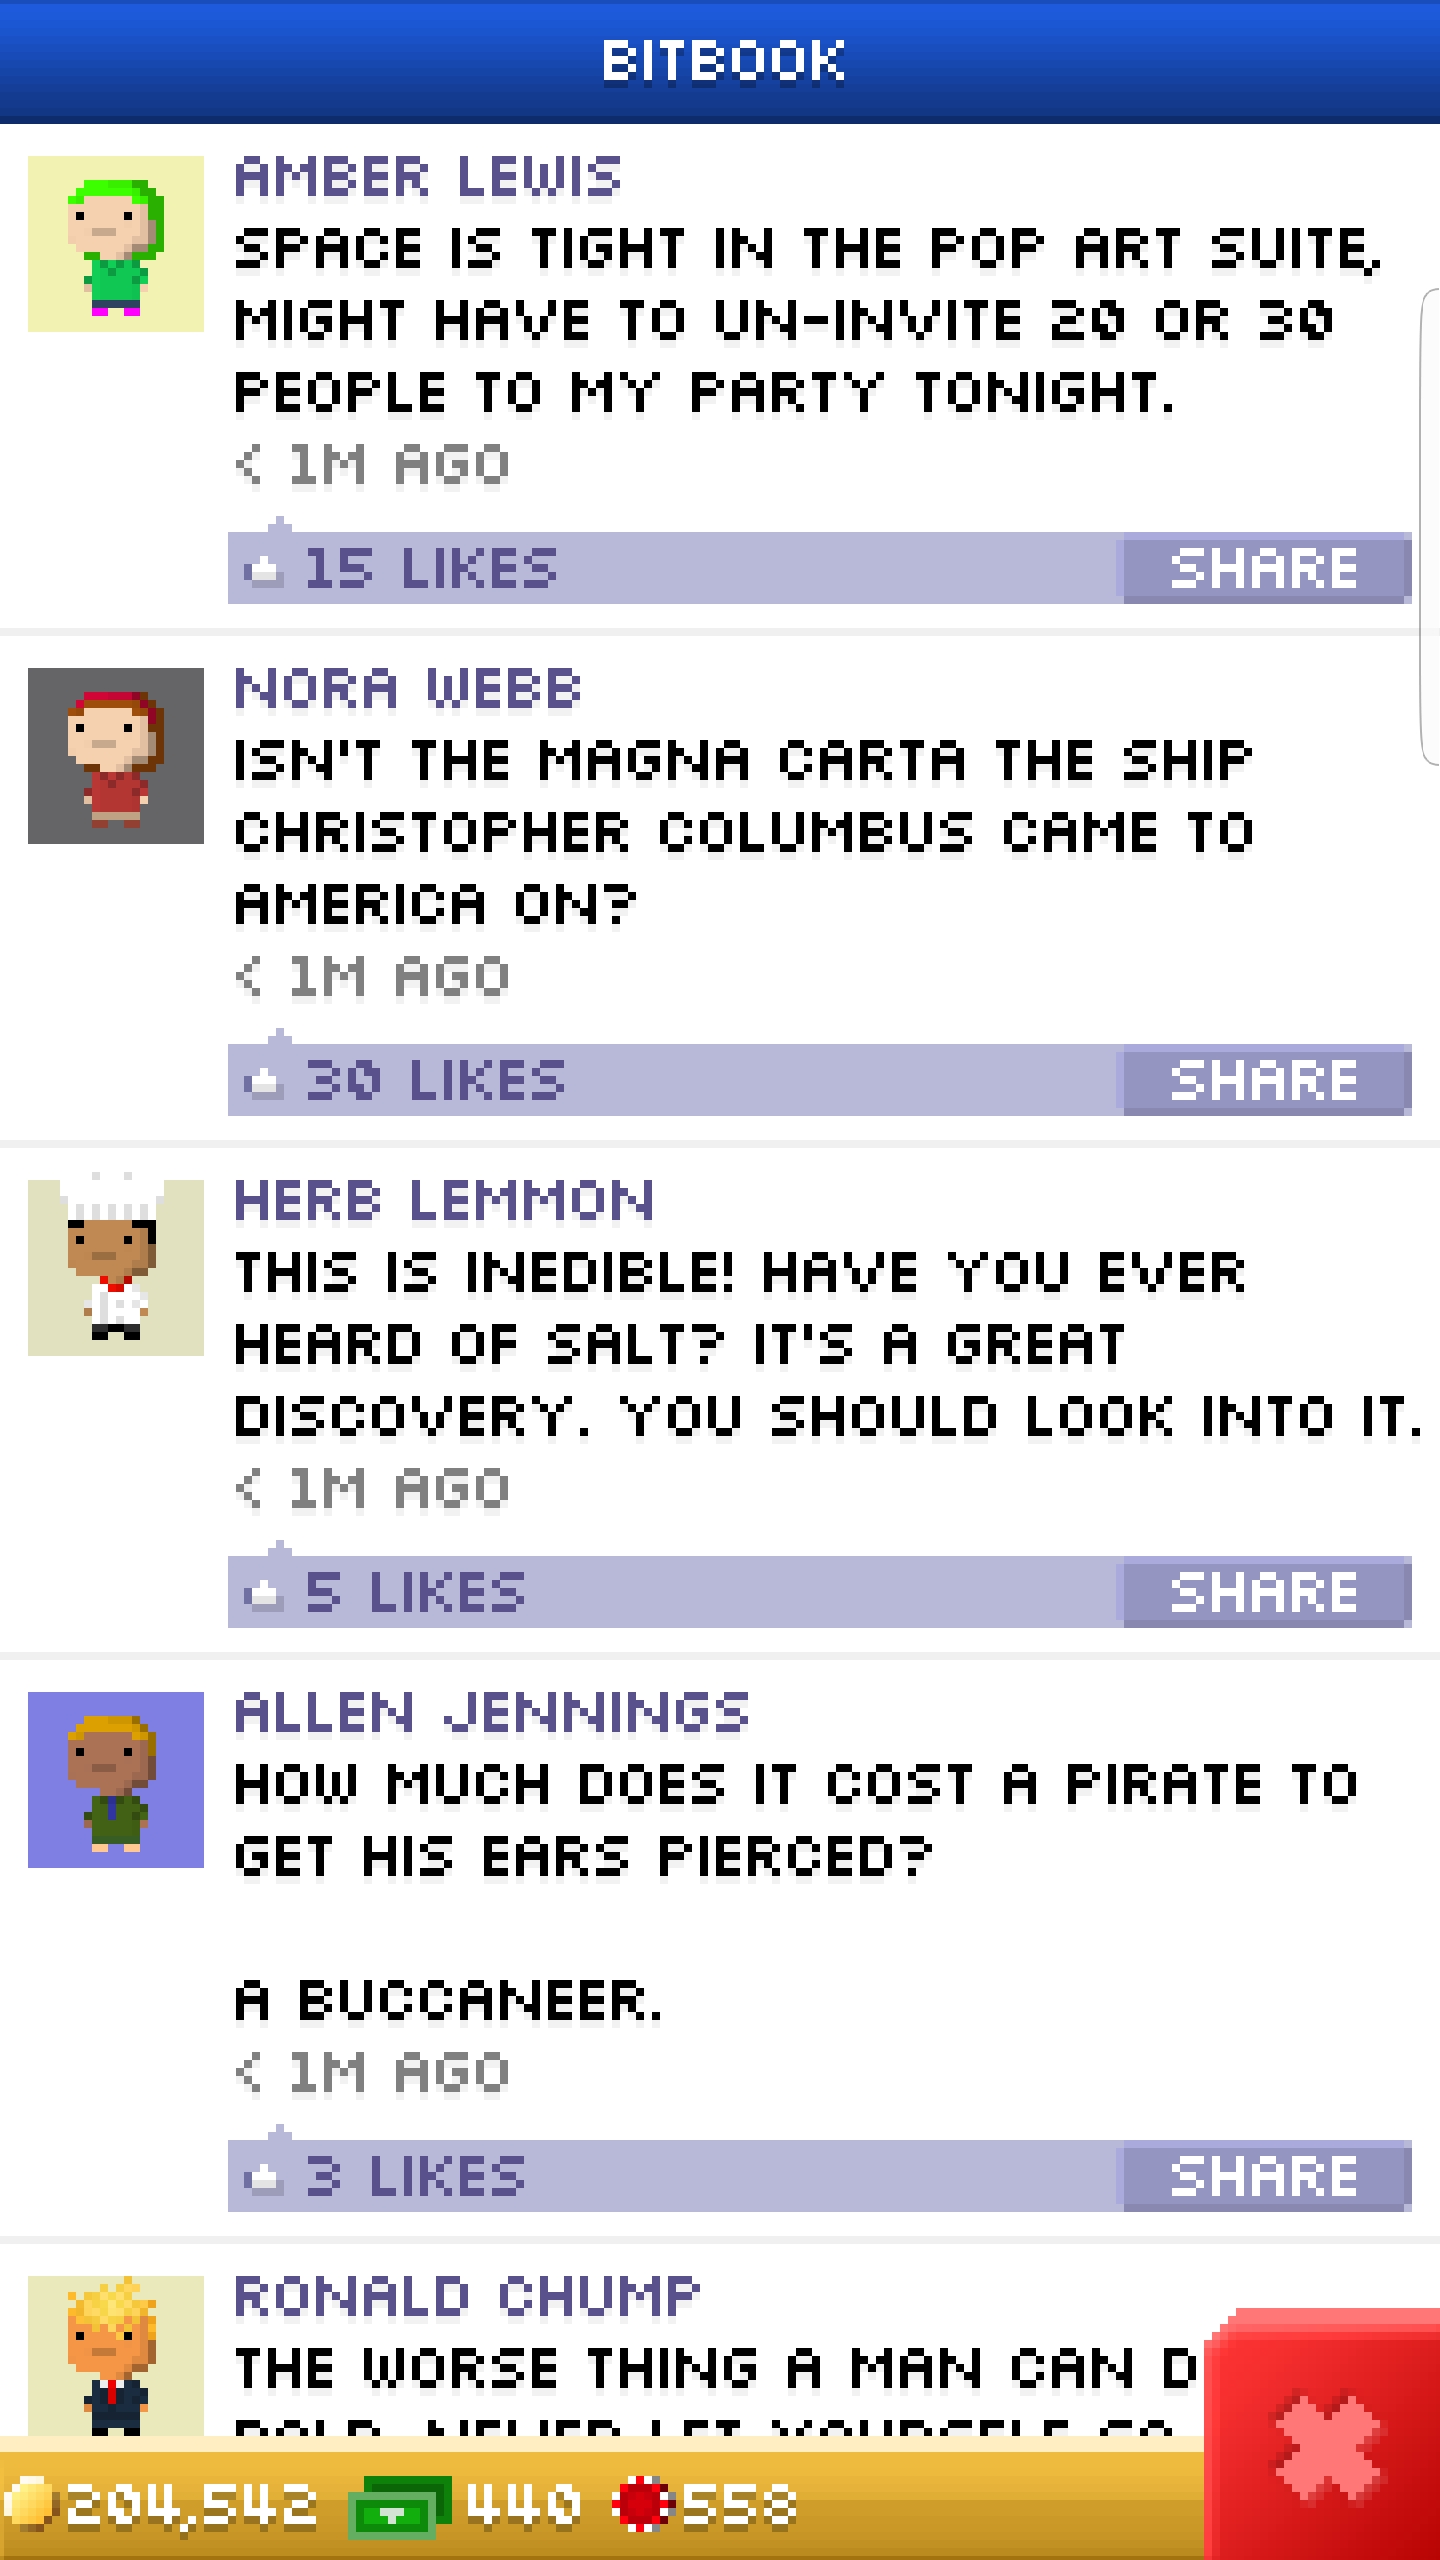 BITBOOK
AMBER LEWIS
SPACE IS TIGHT IN THE POP ART SUITE,
MIGHT HAVE TO UN-INVITE 20 OR 30
PEOPLE TO MY PARTY TONIGHT.
< 1M AGO
15 LIKES SHARE
NORA WEBB
ISN'T THE MAGNA CARTA THE SHIP
CHRISTOPHER COLUMBUS CAME TO
AMERICA ON?
< 1M AGO
30 LIKES SHARE
HERB LEMMON
THIS IS INEDIBLE! HAVE YOU EVER
HEARD OF SALT? IT'S A GREAT
DISCOVERY. YOU SHOULD LOOK INTO IT.
< 1M AGO
5 LIKES SHARE
ALLEN JENNINGS
HOW MUCH DOES IT COST A PIRATE TO
GET HIS EARS PIERCED?
A BUCCANEER.
< 1M AGO
3 LIKES SHARE
RONALD CHUMP
THE WORSE THING A MAN CAN D
NEVER LET YOURSELF GO
204,542 440 558